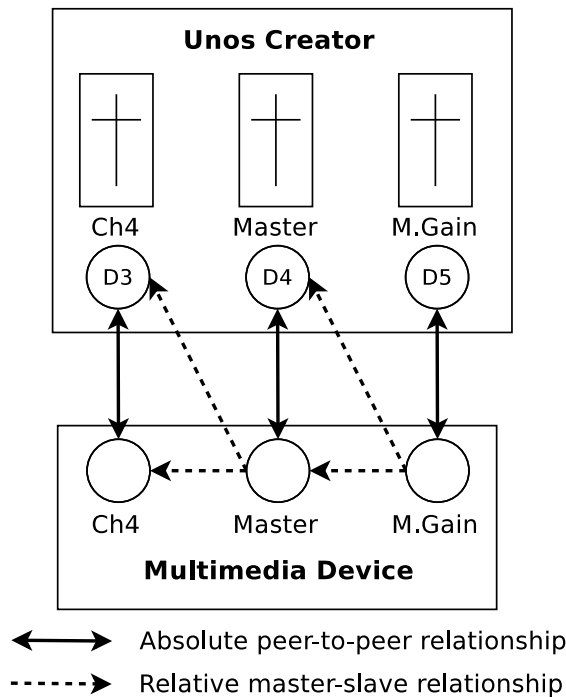 Unos Creator
Ch4 Master M.Gain
D3 D4 D5
Ch4 Master M.Gain
Multimedia Device
Absolute peer-to-peer relationship
Relative master-slave relationship